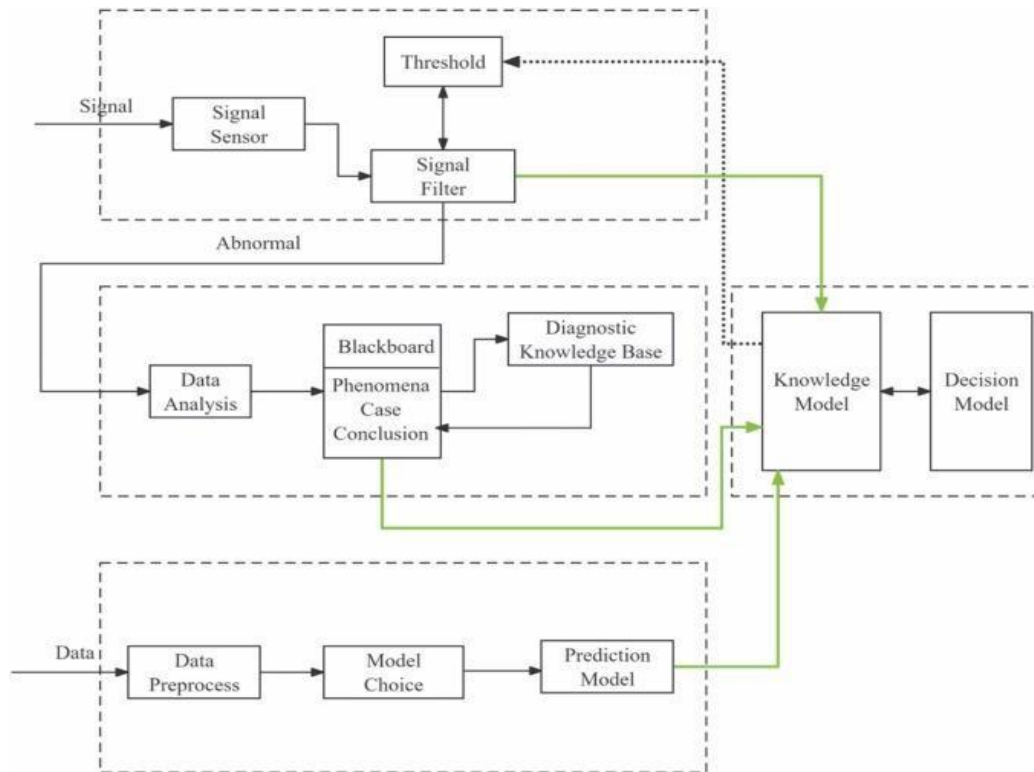 Threshold
Signal
Signal
Sensor
Signal
Filter
Abnormal
Diagnostic
Knowledge Base
Blackboard
Data
Analysis
Phenomena
Case
Conclusion
Knowledge
Model
Decision
Model
Data
Data
Preprocess
Model
Choice
Prediction
Model